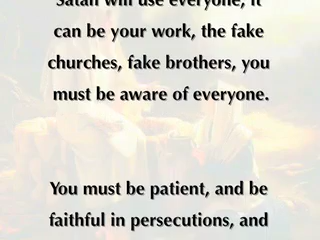 Satan will use everyone, it
can be your work, the fake
churches, fake brothers, you
must be aware of everyone.
You must be patient, and be
faithful in persecutions, and